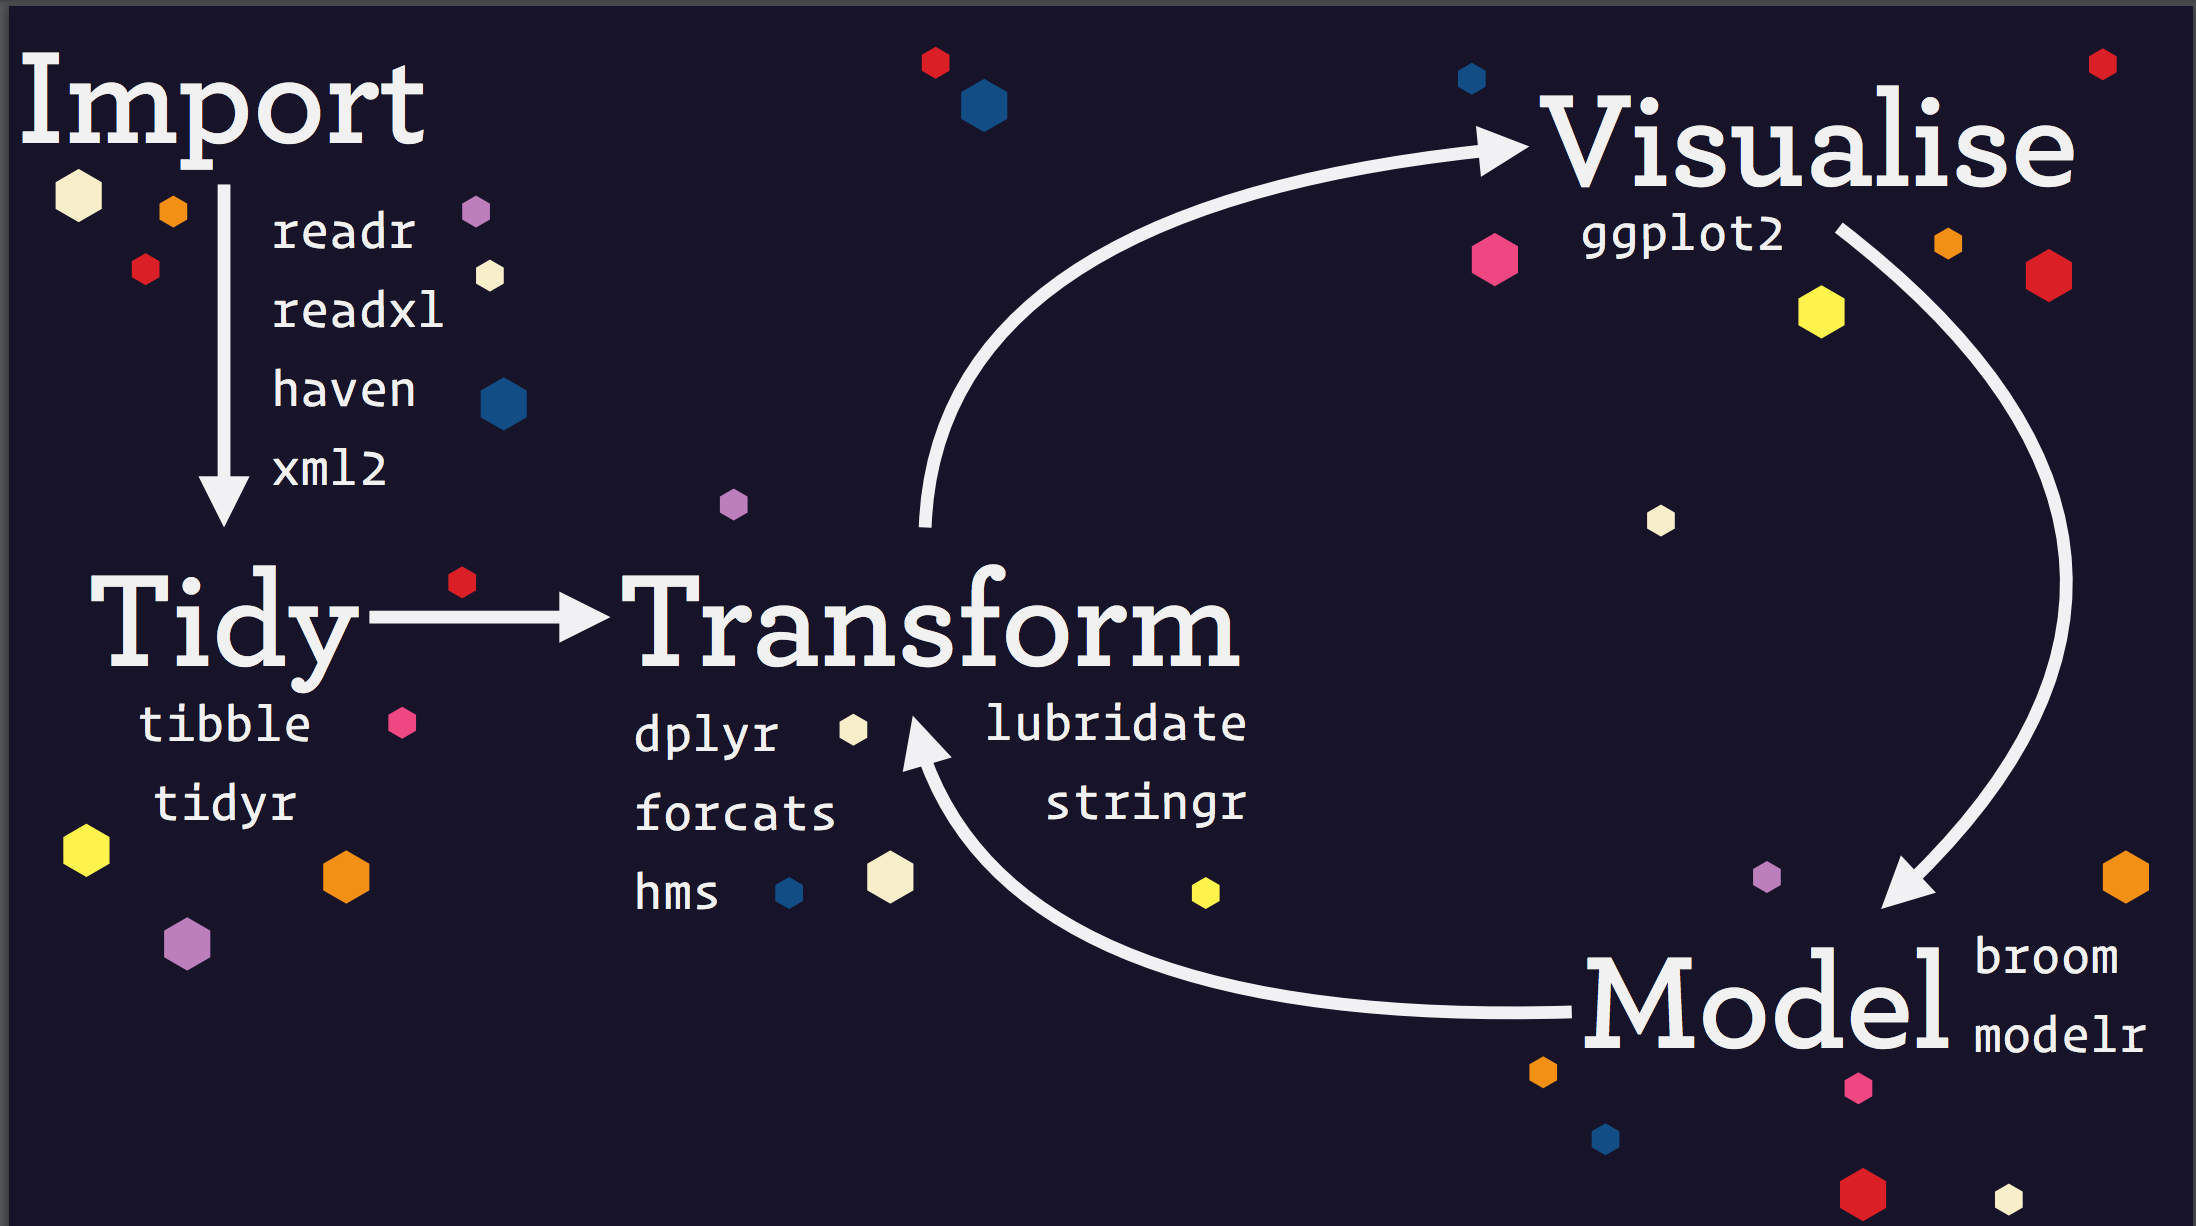 Import
readr
readxl
haven
xml2
Tidy
tibble
tidyr
Transform
dplyr
forcats
hms
lubridate
stringr
Visualise
ggplot2
Model
broom
modelr